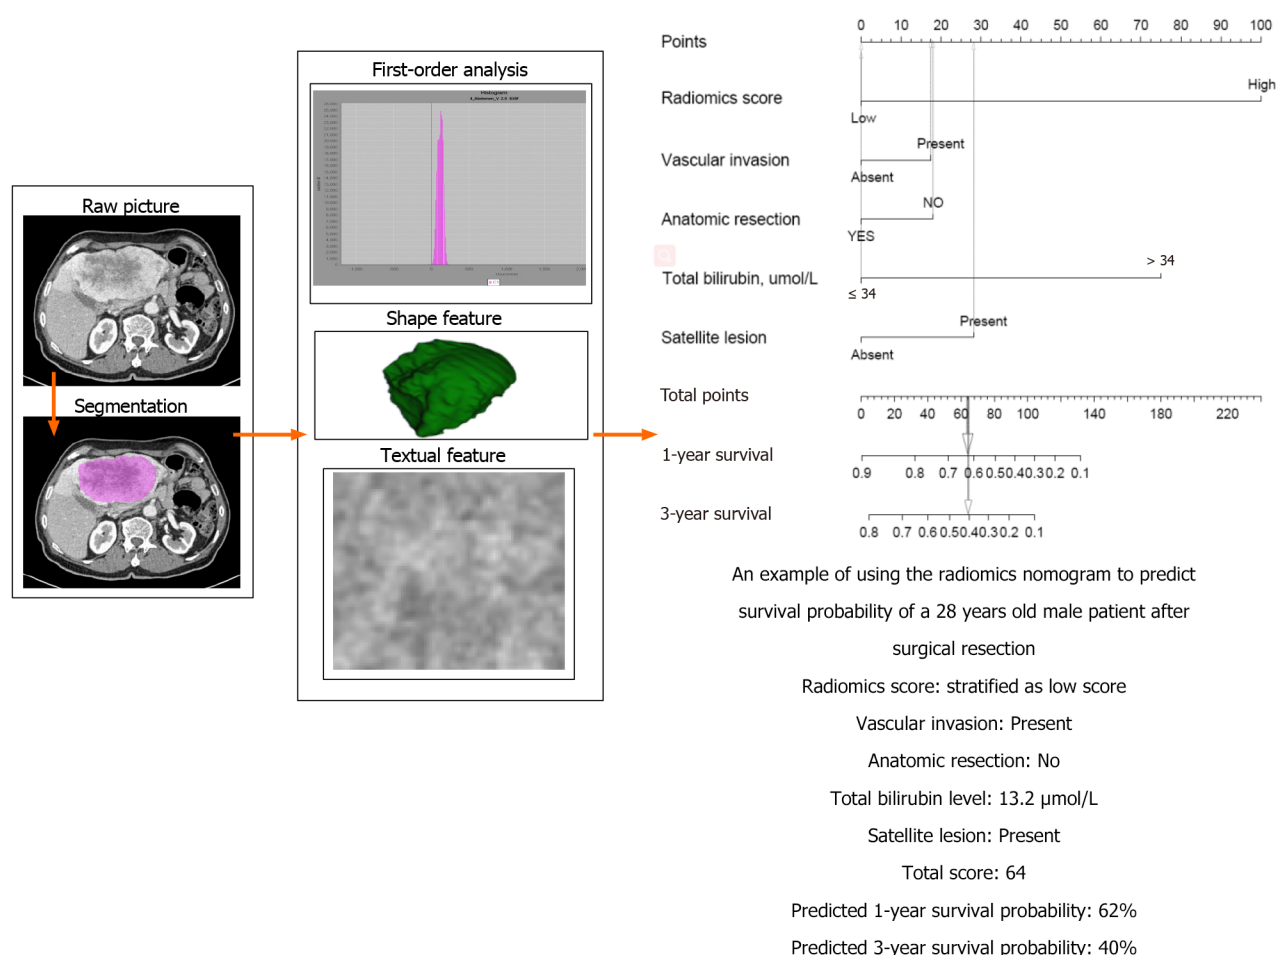 Raw picture
Segmentation
First-order analysis
Histogram
Shape feature
Textual feature
0 10 20 30 40 50 60 70 80 90 100
Points
High
Radiomics score
Low
Present
Vascular invasion
Absent
NO
Anatomic resection
YES
> 34
Total bilirubin, umol/L
≤ 34
Present
Satellite lesion
Absent
Total points
0 20 40 60 80 100 140 180 220
1-year survival
0.9 0.8 0.7 0.6 0.5 0.4 0.3 0.2 0.1
3-year survival
0.8 0.7 0.6 0.5 0.4 0.3 0.2 0.1
An example of using the radiomics nomogram to predict
survival probability of a 28 years old male patient after
surgical resection
Radiomics score: stratified as low score
Vascular invasion: Present
Anatomic resection: No
Total bilirubin level: 13.2 μmol/L
Satellite lesion: Present
Total score: 64
Predicted 1-year survival probability: 62%
Predicted 3-year survival probability: 40%